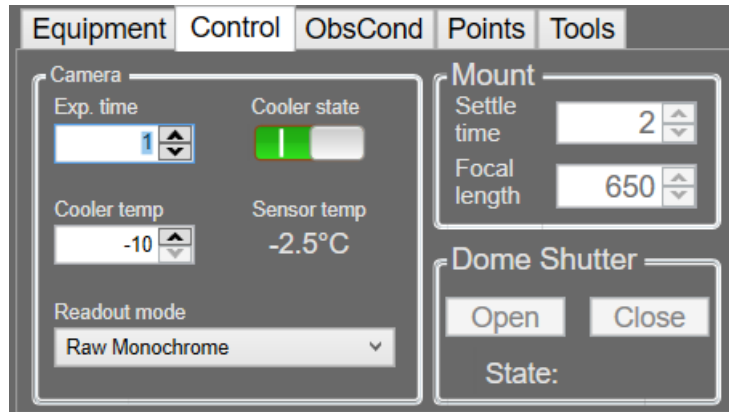 Equipment Control ObsCond Points Tools
Camera
Exp. time Cooler state
1
Cooler temp Sensor temp
-10 -2.5°C
Readout mode
Raw Monochrome
Mount
Settle
time 2
Focal
length 650
Dome Shutter
Open Close
State: